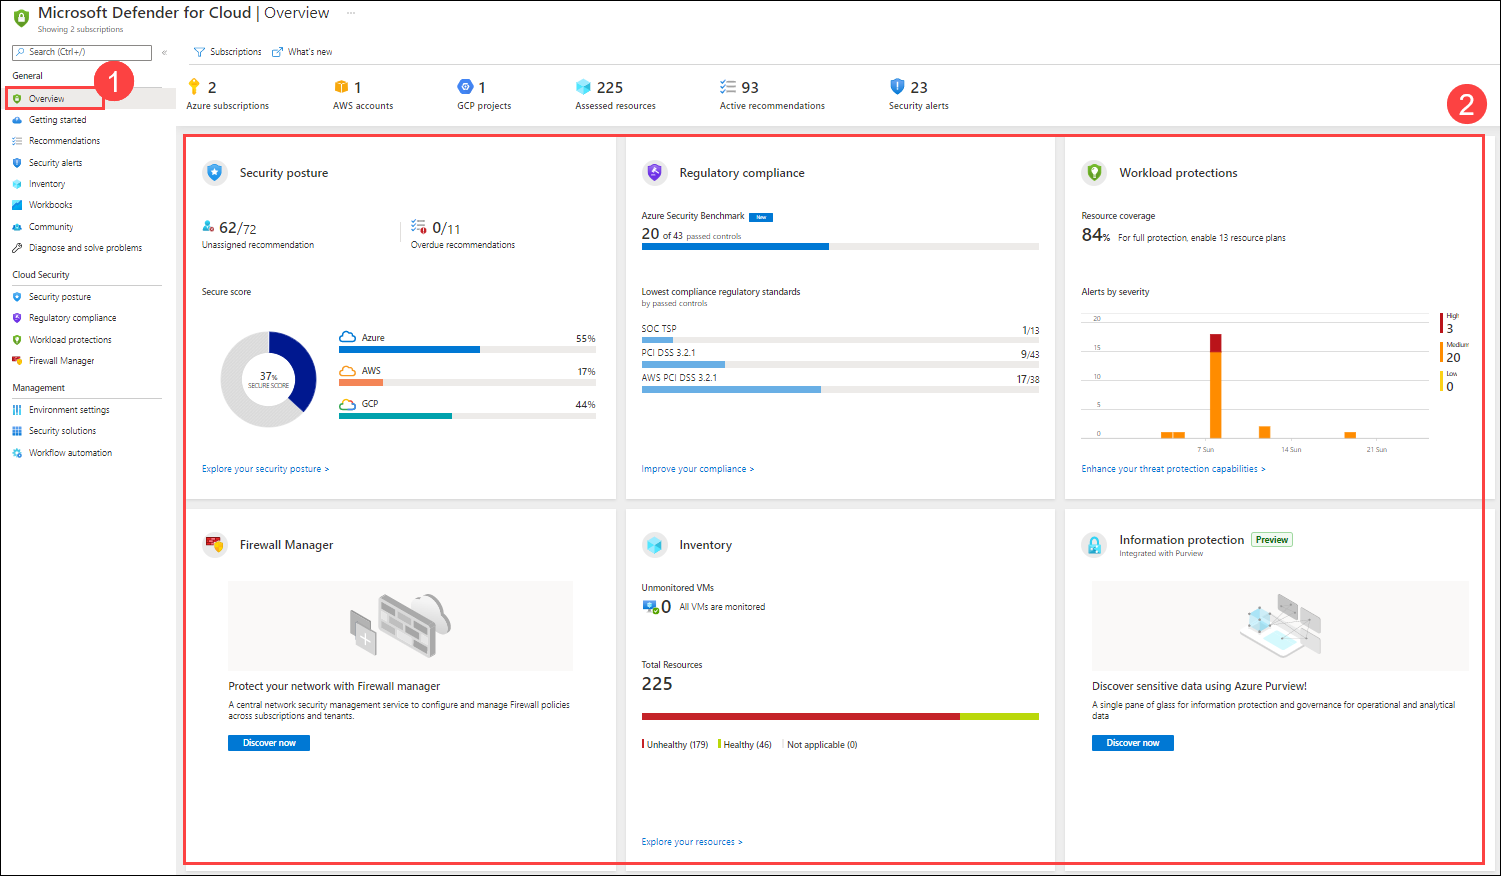 Microsoft Defender for Cloud | Overview ...
Showing 2 subscriptions
Search (Ctrl+/)
«
General
1
Overview
Getting started
Recommendations
Security alerts
Inventory
Workbooks
Community
Diagnose and solve problems
Cloud Security
Security posture
Regulatory compliance
Workload protections
Firewall Manager
Management
Environment settings
Security solutions
Workflow automation
Subscriptions What's new
2
Azure subscriptions
1
AWS accounts
1
GCP projects
225
Assessed resources
93
Active recommendations
23
Security alerts
2
Security posture
62/72
Unassigned recommendation
0/11
Overdue recommendations
Secure score
37%
SECURE SCORE
Azure 55%
AWS 17%
GCP 44%
Explore your security posture >
Regulatory compliance
Azure Security Benchmark New
20 of 43 passed controls
Lowest compliance regulatory standards
by passed controls
SOC TSP 1/13
PCI DSS 3.2.1 9/43
AWS PCI DSS 3.2.1 17/38
Improve your compliance >
Workload protections
Resource coverage
84% For full protection, enable 13 resource plans
Alerts by severity
20
15
10
5
0
7 Sun 14 Sun 21 Sun
High
3
Medium
20
Low
0
Enhance your threat protection capabilities >
Firewall Manager
Protect your network with Firewall manager
A central network security management service to configure and manage Firewall policies
across subscriptions and tenants.
Discover now
Inventory
Unmonitored VMs
0 All VMs are monitored
Total Resources
225
Unhealthy (179) Healthy (46) Not applicable (0)
Explore your resources >
Information protection Preview
Integrated with Purview
Discover sensitive data using Azure Purview!
A single pane of glass for information protection and governance for operational and analytical
data
Discover now